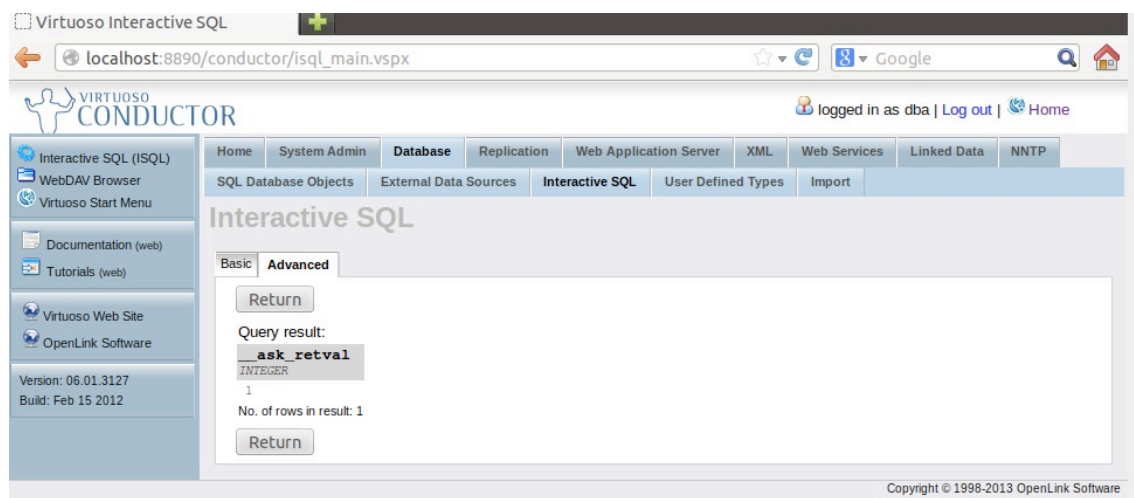 Virtuoso Interactive SQL
localhost:8890/conductor/isql_main.vspx
8 Google
VIRTUOSO
CONDUCTOR
logged in as dba | Log out | Home
Interactive SQL (ISQL)
WebDAV Browser
Virtuoso Start Menu
Documentation (web)
Tutorials (web)
Virtuoso Web Site
OpenLink Software
Version: 06.01.3127
Build: Feb 15 2012
Home System Admin Database Replication Web Application Server XML Web Services Linked Data NNTP
SQL Database Objects External Data Sources Interactive SQL User Defined Types Import
Interactive SQL
Basic Advanced
Return
Query result:
__ask_retval
INTEGER
1
No. of rows in result: 1
Return
Copyright © 1998-2013 OpenLink Software